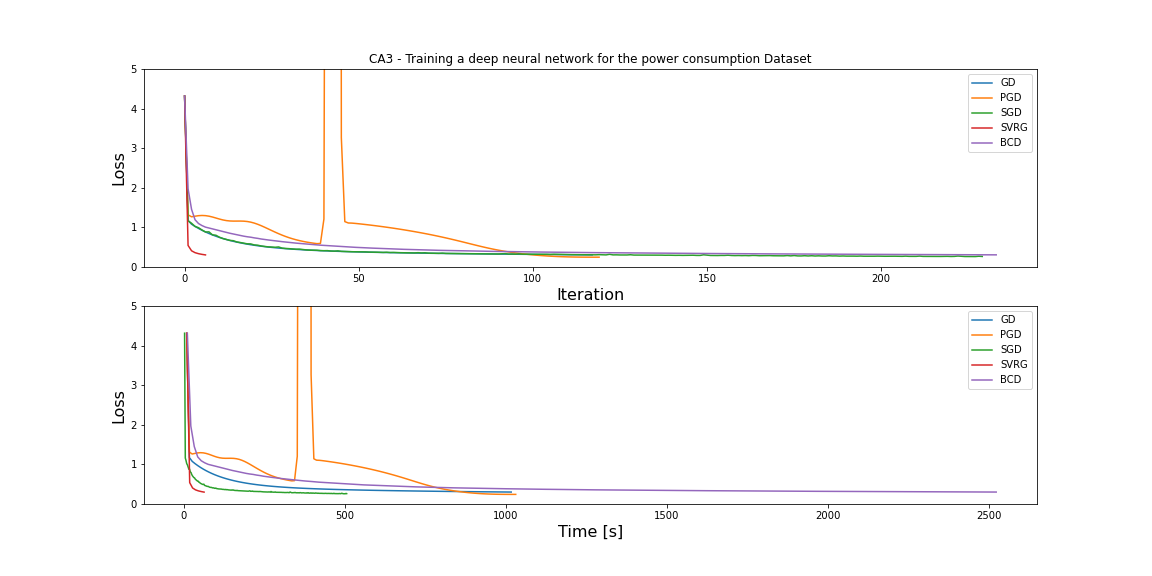 CA3 - Training a deep neural network for the power consumption Dataset
5
4
3
2
1
0
Loss
GD
PGD
SGD
SVRG
BCD
0 50 100 150 200
Iteration
5
4
3
2
1
0
Loss
GD
PGD
SGD
SVRG
BCD
0 500 1000 1500 2000 2500
Time [s]